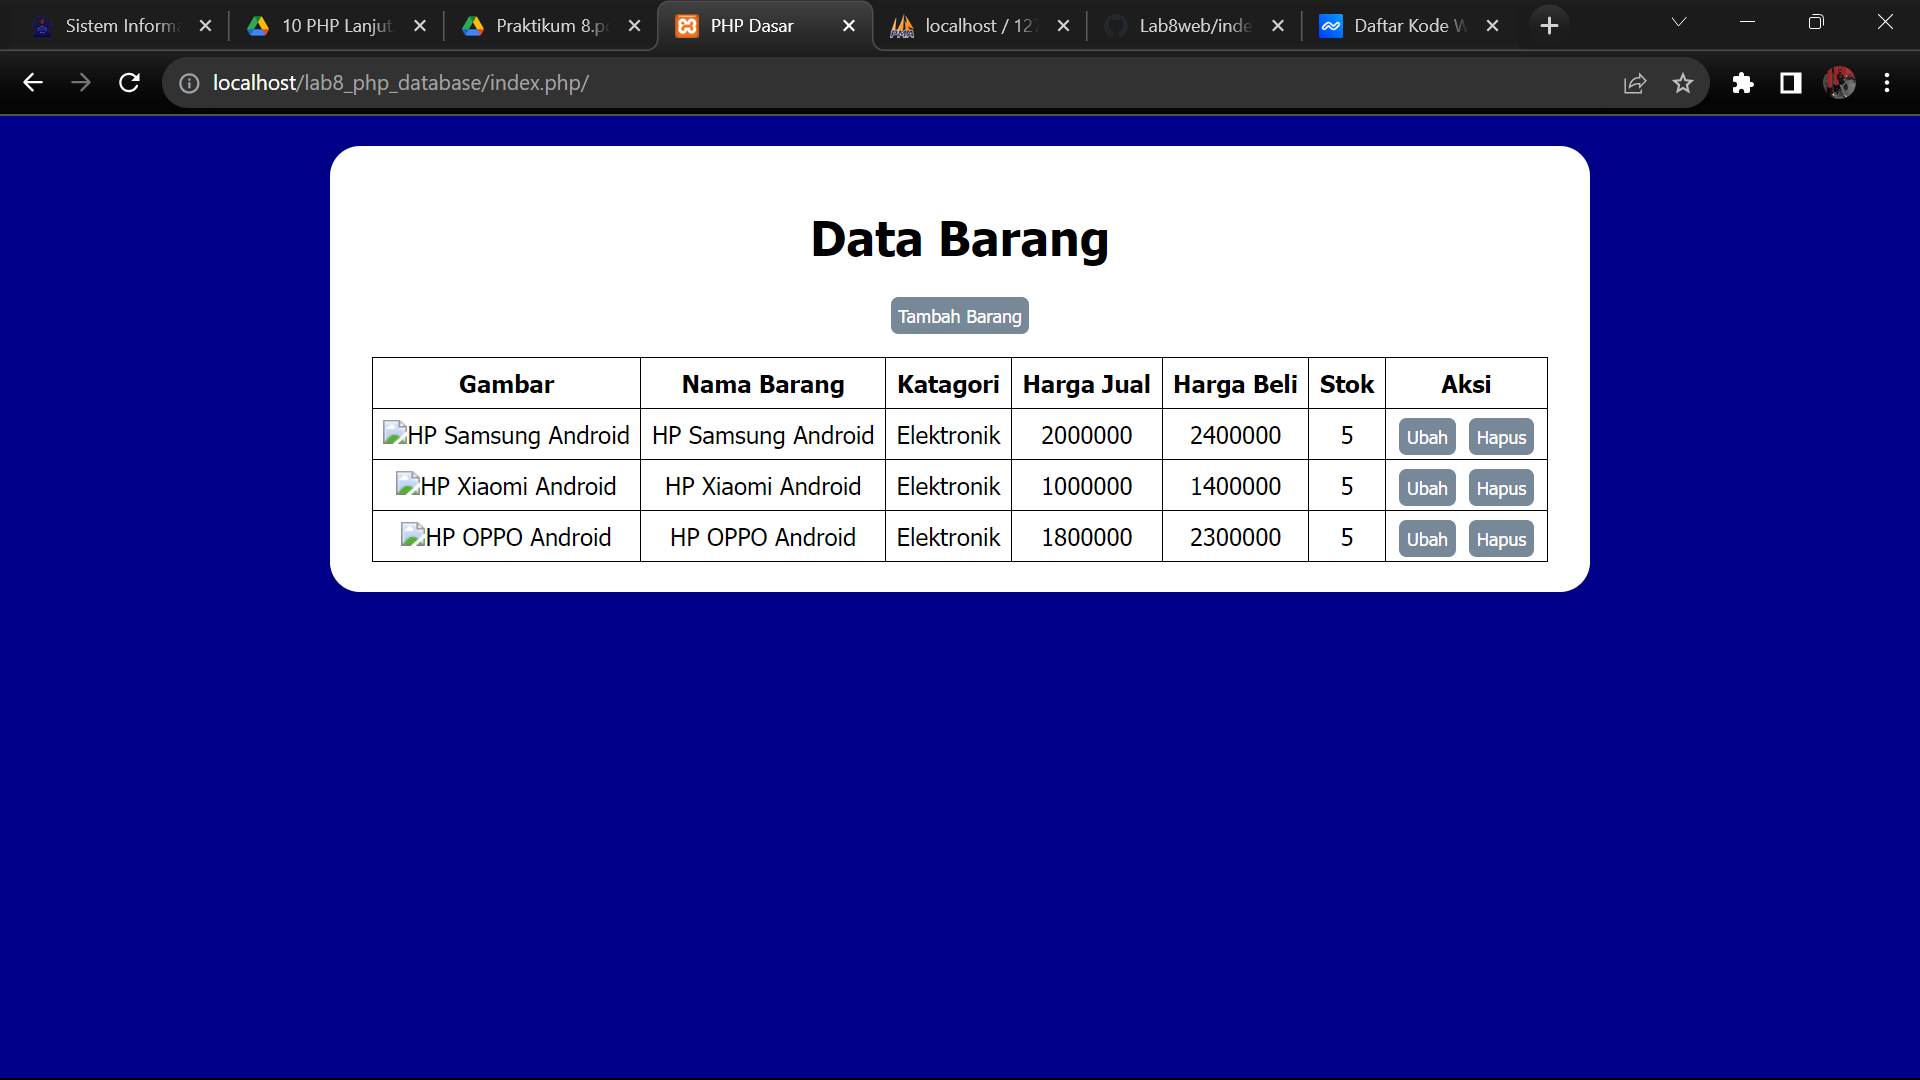 Sistem Informa
10 PHP Lanjut
Praktikum 8.p
PHP Dasar
localhost / 127
Lab8web/inde
Daftar Kode W
localhost/lab8_php_database/index.php/
Data Barang
Tambah Barang
Gambar Nama Barang Katagori Harga Jual Harga Beli Stok Aksi
HP Samsung Android HP Samsung Android Elektronik 2000000 2400000 5 Ubah Hapus
HP Xiaomi Android HP Xiaomi Android Elektronik 1000000 1400000 5 Ubah Hapus
HP OPPO Android HP OPPO Android Elektronik 1800000 2300000 5 Ubah Hapus